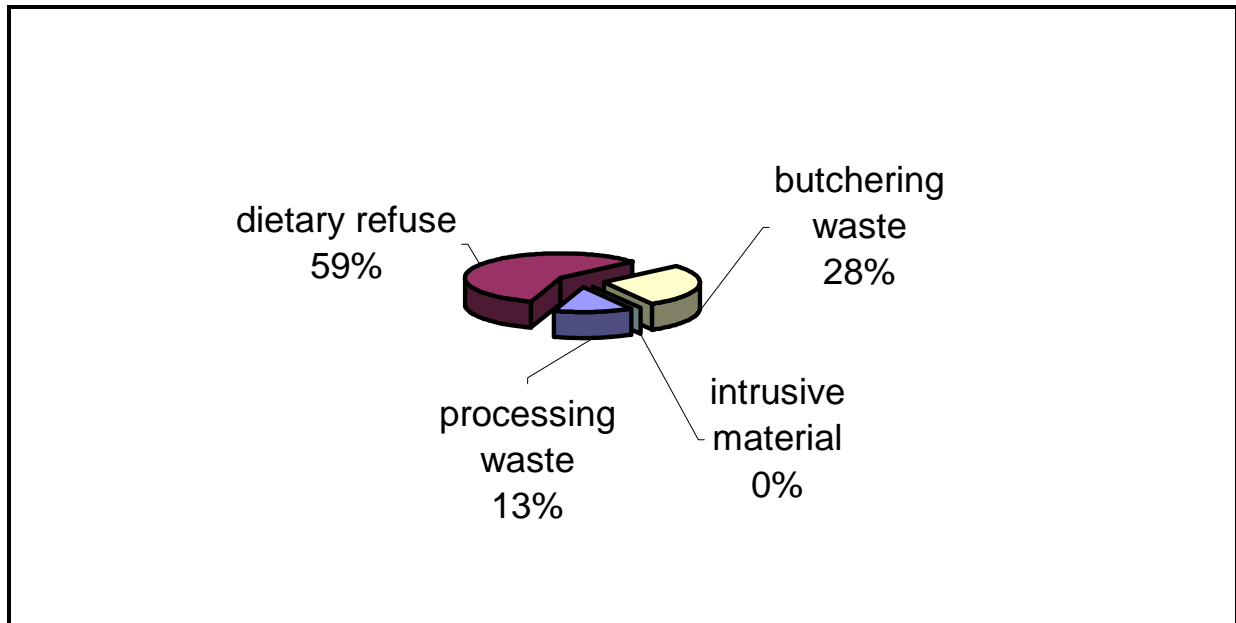 dietary refuse
59%
butchering
waste
28%
processing
waste
13%
intrusive
material
0%